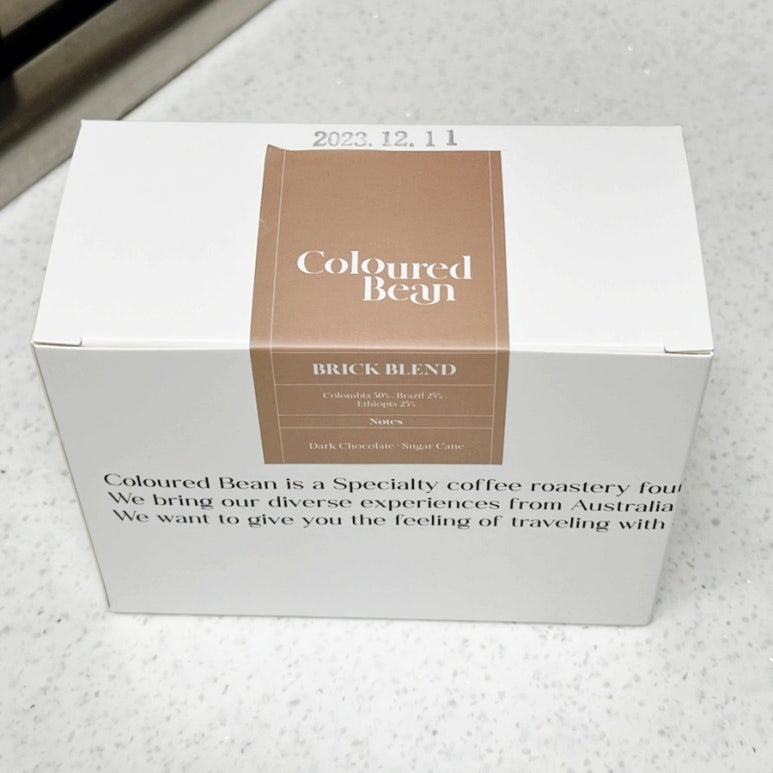 2023. 12. 11
Coloured
Bean
BRICK BLEND
Colombia 50% . Brazil 25% .
Ethiopia 25%
Notes
Dark Chocolate · Sugar Cane
Coloured Bean is a Specialty coffee roastery
We bring our diverse experiences from Australia
We want to give you the feeling of traveling with